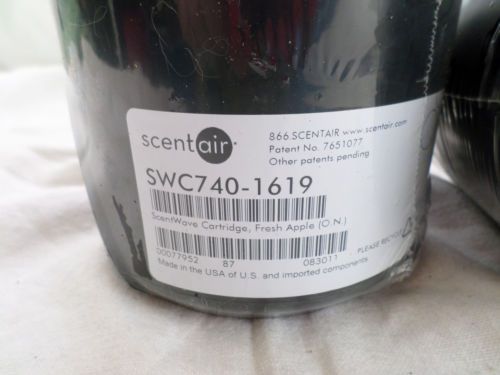 scentair
866.SCENTAIR www.scentair.com
Patent No. 7651077
Other patents pending
SWC740-1619
ScentWave Cartridge, Fresh Apple (O.N.)
00077952 87 083011
PLEASE RECYCLE
Made in the USA of U.S. and imported components.